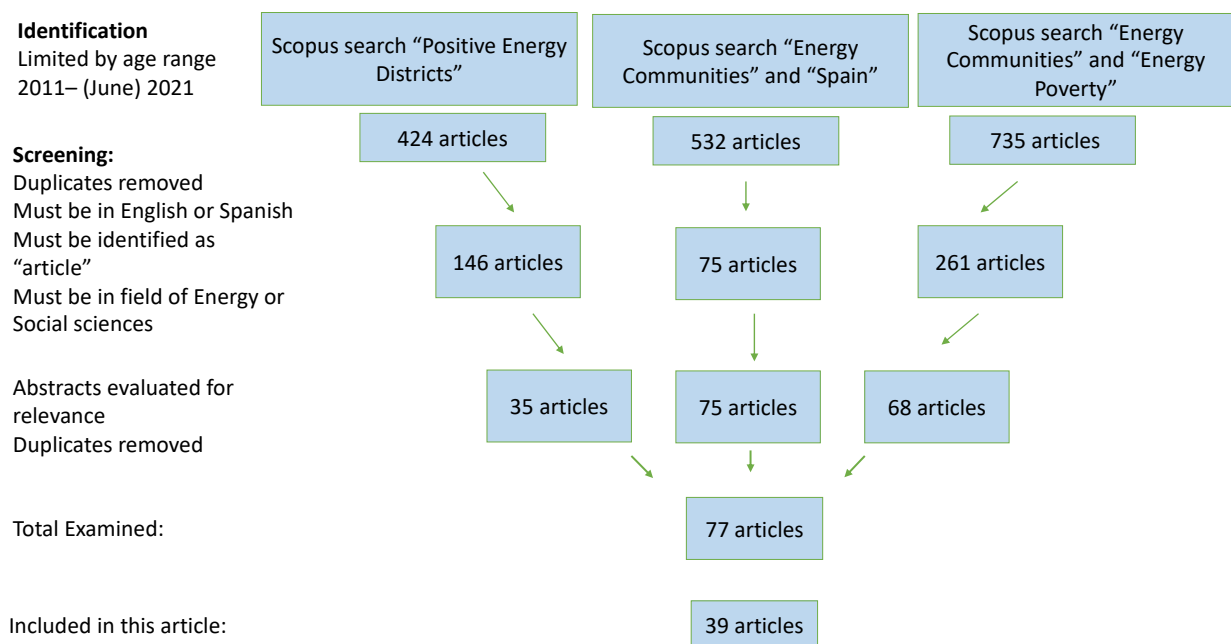 Identification
Limited by age range
2011– (June) 2021
Scopus search “Positive Energy
Districts”
Scopus search “Energy
Communities” and “Spain”
Scopus search “Energy
Communities” and “Energy
Poverty”
424 articles
532 articles
735 articles
Screening:
Duplicates removed
Must be in English or Spanish
Must be identified as
“article”
Must be in field of Energy or
Social sciences
146 articles
75 articles
261 articles
Abstracts evaluated for
relevance
Duplicates removed
35 articles
75 articles
68 articles
Total Examined:
77 articles
Included in this article:
39 articles